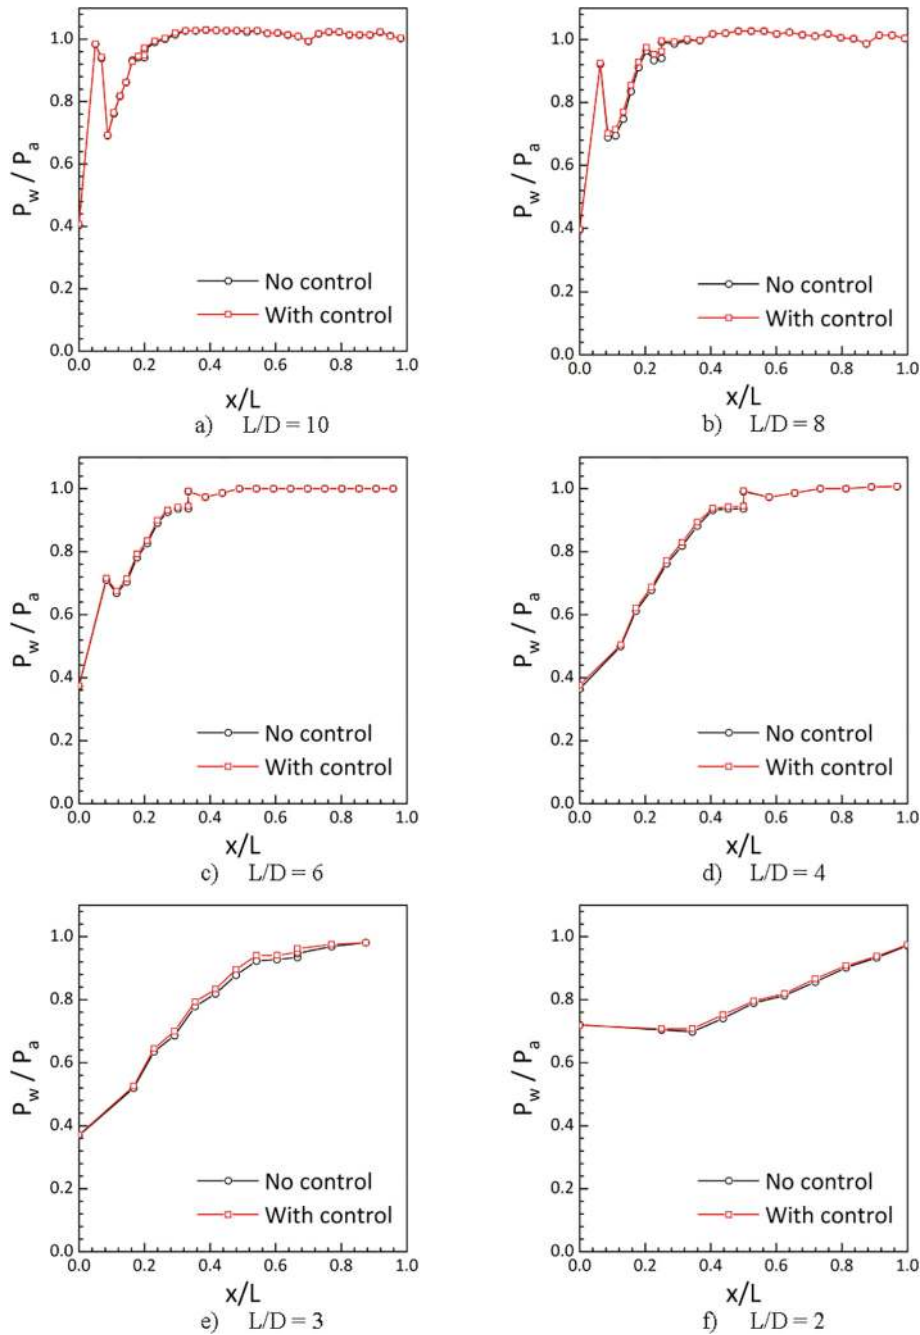 1.0
0.8
0.6
0.4
0.2
0.0
P_w / P_a
No control
With control
0.0 0.2 0.4 0.6 0.8 1.0
x/L
a) L/D = 10
1.0
0.8
0.6
0.4
0.2
0.0
P_w / P_a
No control
With control
0.0 0.2 0.4 0.6 0.8 1.0
x/L
b) L/D = 8
1.0
0.8
0.6
0.4
0.2
0.0
P_w / P_a
No control
With control
0.0 0.2 0.4 0.6 0.8 1.0
x/L
c) L/D = 6
1.0
0.8
0.6
0.4
0.2
0.0
P_w / P_a
No control
With control
0.0 0.2 0.4 0.6 0.8 1.0
x/L
d) L/D = 4
1.0
0.8
0.6
0.4
0.2
0.0
P_w / P_a
No control
With control
0.0 0.2 0.4 0.6 0.8 1.0
x/L
e) L/D = 3
1.0
0.8
0.6
0.4
0.2
0.0
P_w / P_a
No control
With control
0.0 0.2 0.4 0.6 0.8 1.0
x/L
f) L/D = 2